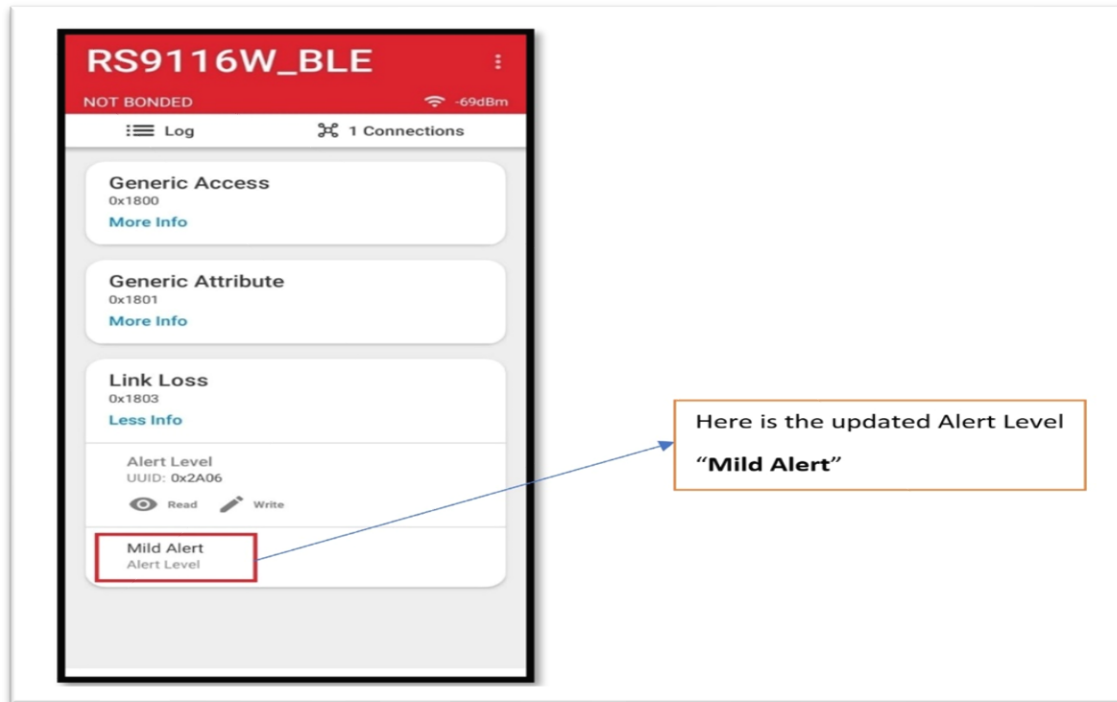 RS9116W_BLE
NOT BONDED -69dBm
Log 1 Connections
Generic Access
0x1800
More Info
Generic Attribute
0x1801
More Info
Link Loss
0x1803
Less Info
Alert Level
UUID: 0x2A06
Read Write
Mild Alert
Alert Level
Here is the updated Alert Level
“Mild Alert”